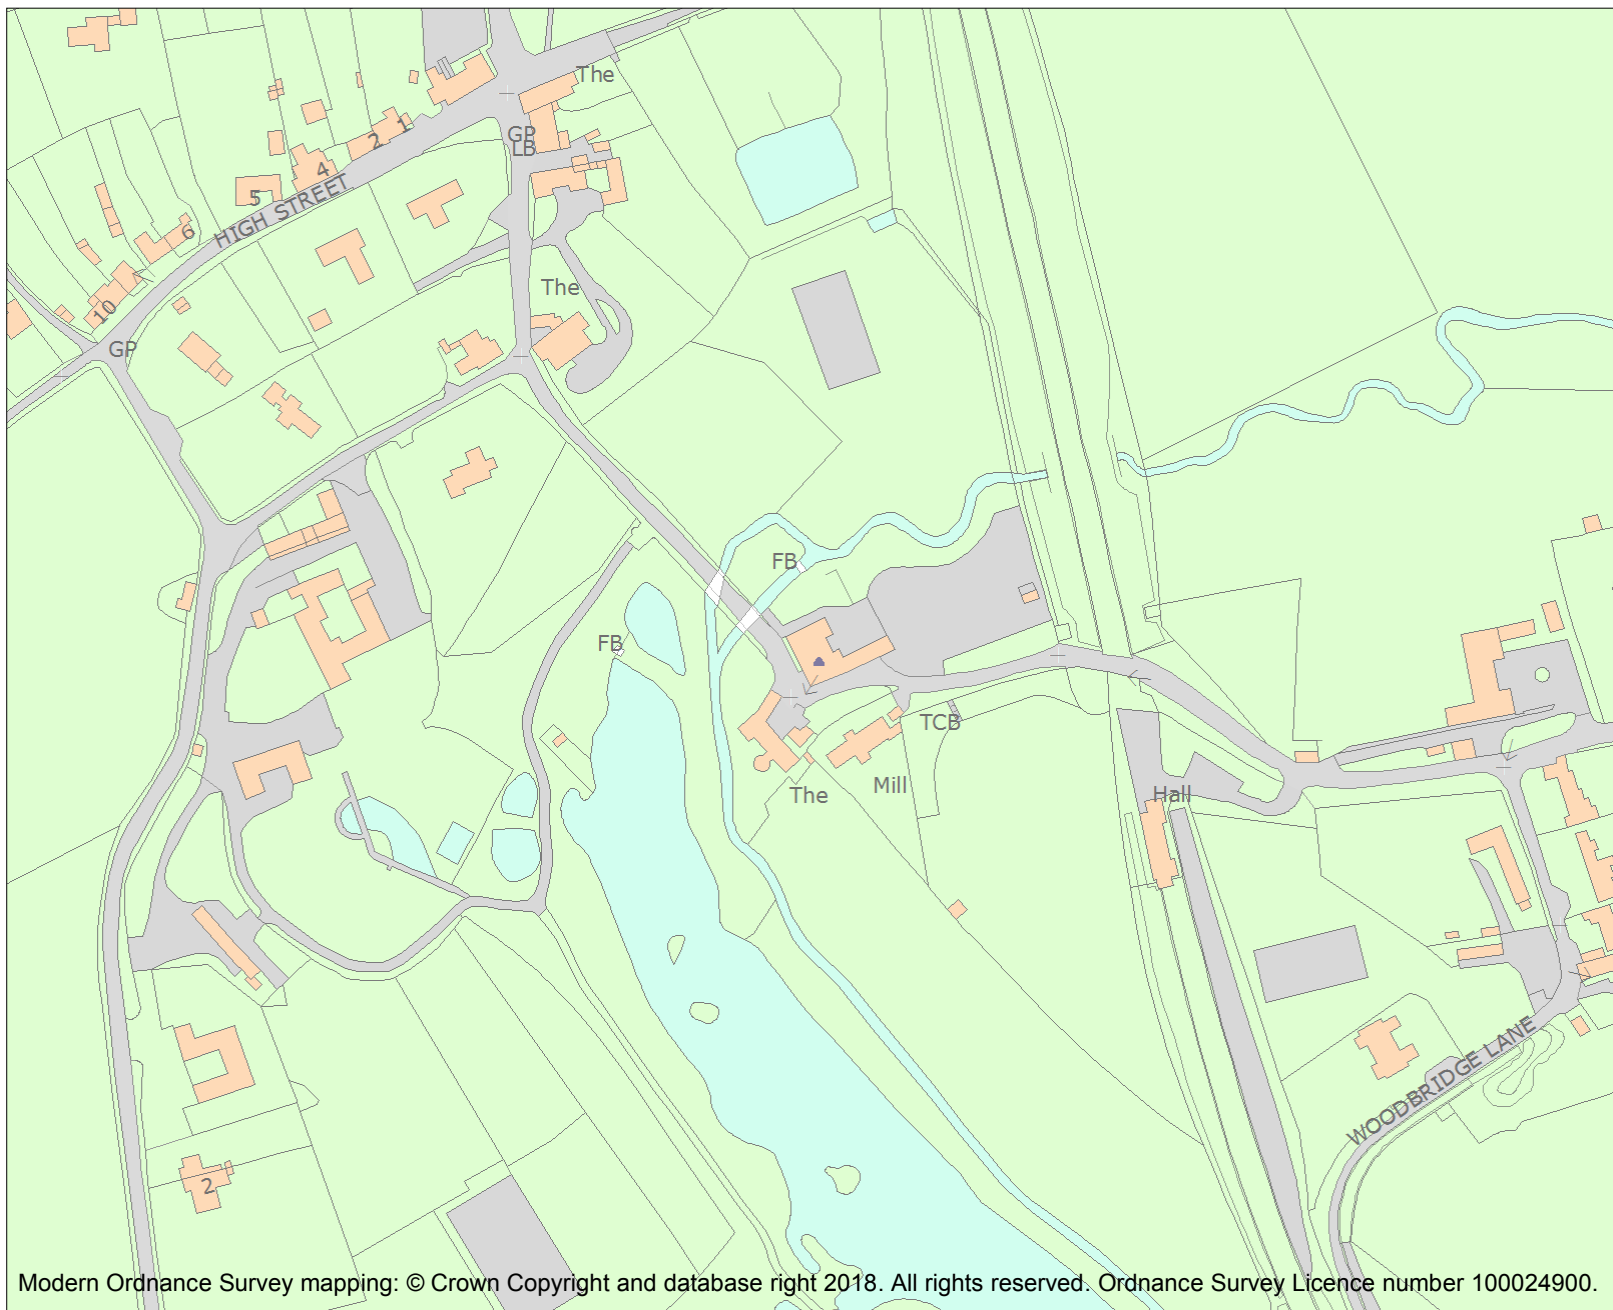 The
1
GP
2
LB
4
5
HIGH STREET
6
The
10
GP
FB
FB
TCB
Mill
The
Hall
WOODBRIDGE LANE
2
Modern Ordnance Survey mapping: © Crown Copyright and database right 2018. All rights reserved. Ordnance Survey Licence number 100024900.